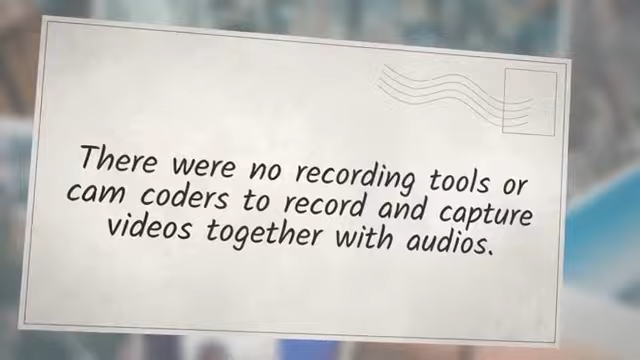 There were no recording tools or
cam coders to record and capture
videos together with audios.